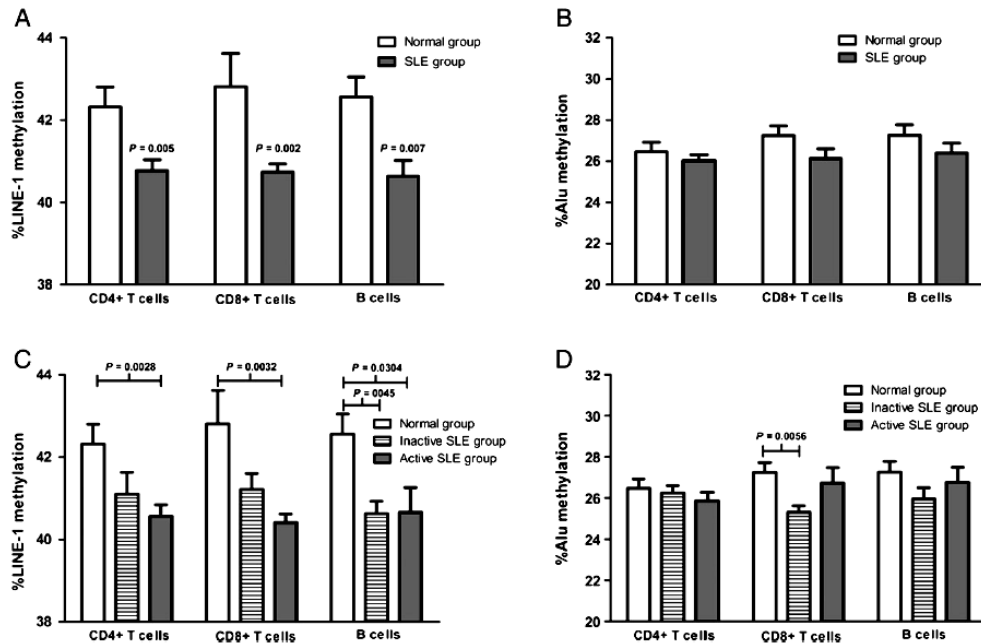 A
%LINE-1 methylation
44
42
40
38
Normal group
SLE group
P = 0.005
P = 0.002
P = 0.007
CD4+ T cells
CD8+ T cells
B cells
B
%Alu methylation
32
30
28
26
24
22
20
Normal group
SLE group
CD4+ T cells
CD8+ T cells
B cells
C
%LINE-1 methylation
44
42
40
38
P = 0.0028
P = 0.0032
P = 0.0304
P = 0045
Normal group
Inactive SLE group
Active SLE group
CD4+ T cells
CD8+ T cells
B cells
D
%Alu methylation
32
30
28
26
24
22
20
Normal group
Inactive SLE group
Active SLE group
P = 0.0056
CD4+ T cells
CD8+ T cells
B cells